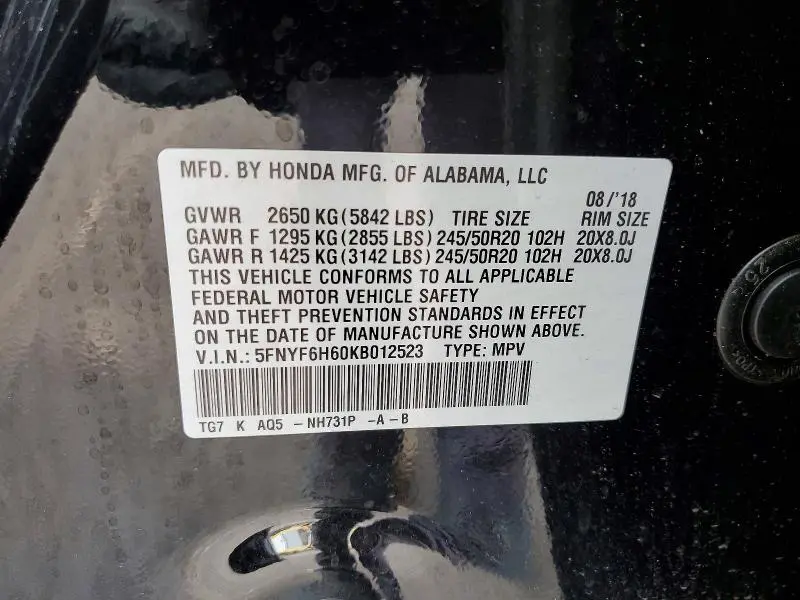 MFD. BY HONDA MFG. OF ALABAMA, LLC
08/'18
GVWR 2650 KG(5842 LBS) TIRE SIZE RIM SIZE
GAWR F 1295 KG(2855 LBS)245/50R20 102H 20X8.0J
GAWR R 1425 KG(3142 LBS)245/50R20 102H 20X8.0J
THIS VEHICLE CONFORMS TO ALL APPLICABLE
FEDERAL MOTOR VEHICLE SAFETY
AND THEFT PREVENTION STANDARDS IN EFFECT
ON THE DATE OF MANUFACTURE SHOWN ABOVE.
V.I.N.: 5FNYF6H60KB012523 TYPE: MPV
TG7 K AQ5 -NH731P -A-B